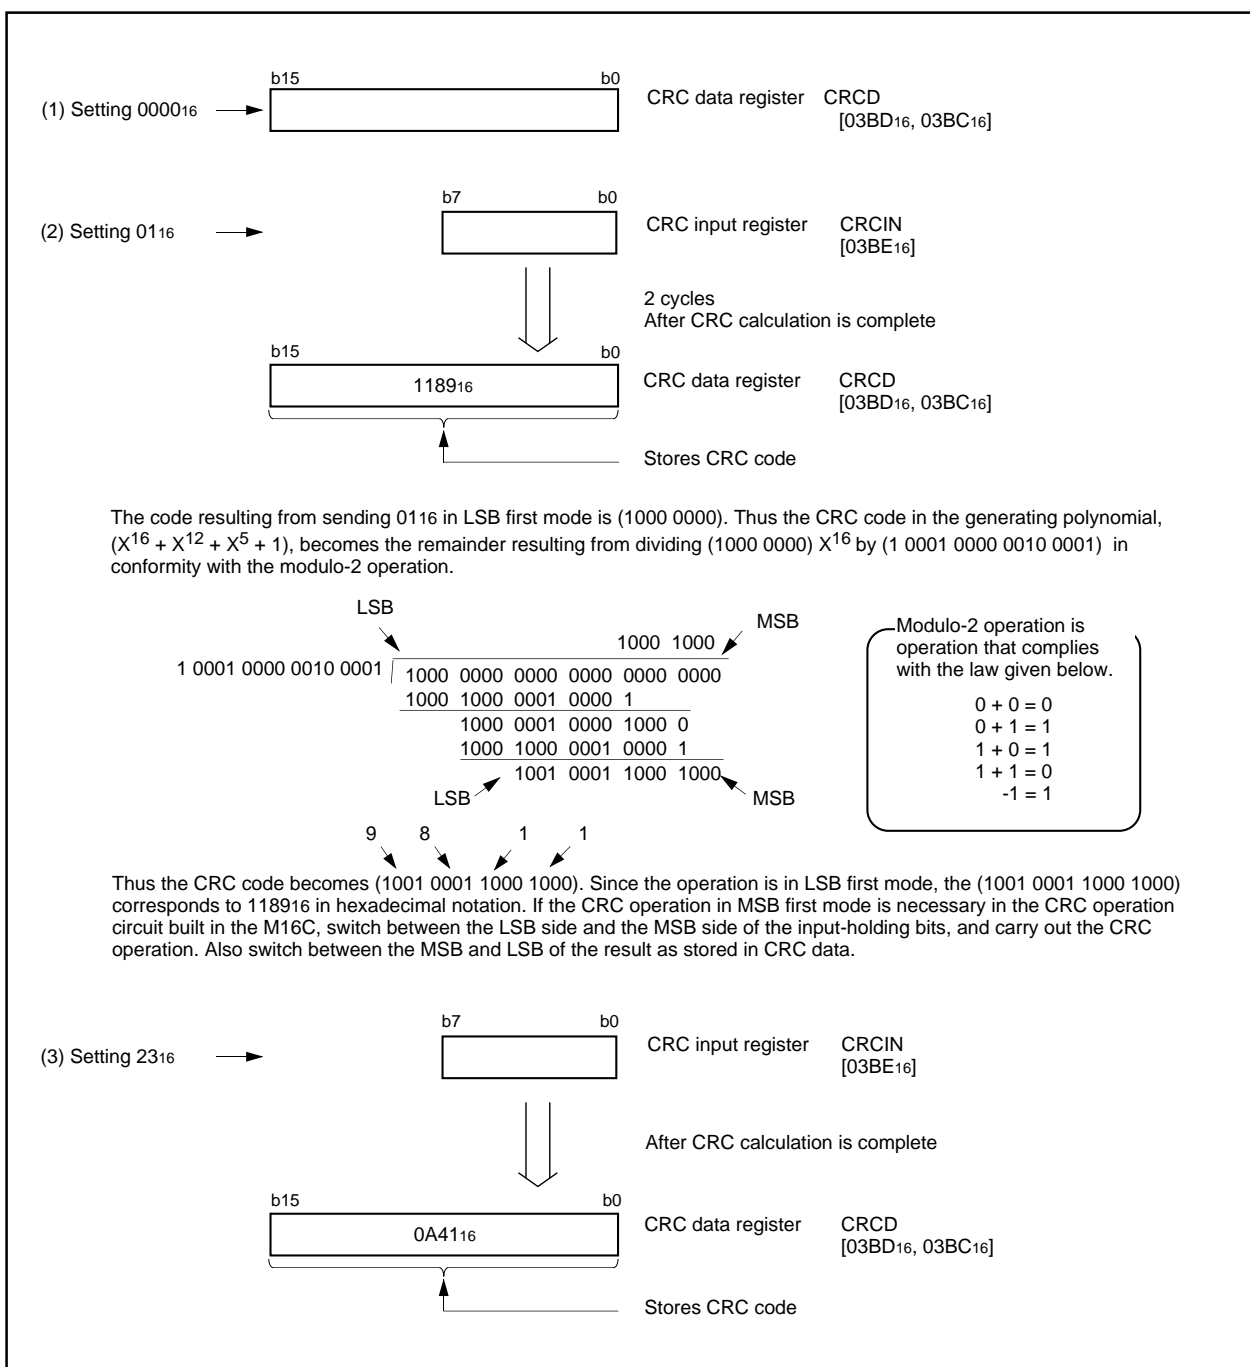 b15 b0
(1) Setting 0000₁₆ CRC data register CRCD
[03BD₁₆, 03BC₁₆]
b7 b0
(2) Setting 01₁₆ CRC input register CRCIN
[03BE₁₆]
2 cycles
After CRC calculation is complete
b15 b0
1189₁₆ CRC data register CRCD
[03BD₁₆, 03BC₁₆]
Stores CRC code
The code resulting from sending 01₁₆ in LSB first mode is (1000 0000). Thus the CRC code in the generating polynomial,
(X¹⁶ + X¹² + X⁵ + 1), becomes the remainder resulting from dividing (1000 0000) X¹⁶ by (1 0001 0000 0010 0001) in
conformity with the modulo-2 operation.
LSB MSB
1000 1000
1 0001 0000 0010 0001 1000 0000 0000 0000 0000 0000
1000 1000 0001 0000 1
1000 0001 0000 1000 0
1000 1000 0001 0000 1
1001 0001 1000 1000
LSB MSB
Modulo-2 operation is
operation that complies
with the law given below.
0 + 0 = 0
0 + 1 = 1
1 + 0 = 1
1 + 1 = 0
-1 = 1
9 8 1 1
Thus the CRC code becomes (1001 0001 1000 1000). Since the operation is in LSB first mode, the (1001 0001 1000 1000)
corresponds to 1189₁₆ in hexadecimal notation. If the CRC operation in MSB first mode is necessary in the CRC operation
circuit built in the M16C, switch between the LSB side and the MSB side of the input-holding bits, and carry out the CRC
operation. Also switch between the MSB and LSB of the result as stored in CRC data.
b7 b0
(3) Setting 23₁₆ CRC input register CRCIN
[03BE₁₆]
After CRC calculation is complete
b15 b0
0A41₁₆ CRC data register CRCD
[03BD₁₆, 03BC₁₆]
Stores CRC code